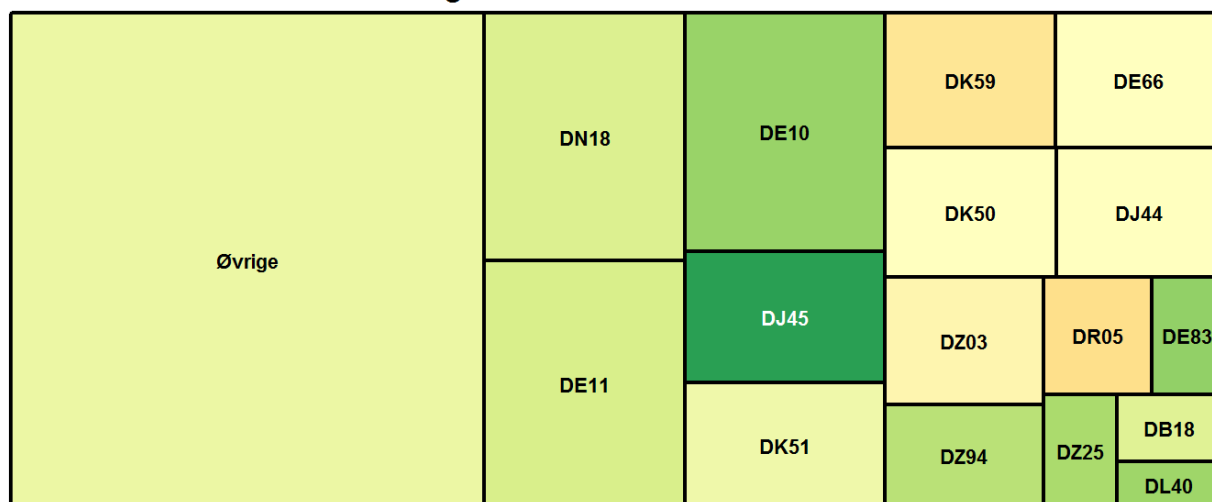 Øvrige
DN18
DE11
DE10
DJ45
DK51
DK59
DE66
DK50
DJ44
DZ03
DR05
DE83
DZ94
DZ25
DB18
DL40